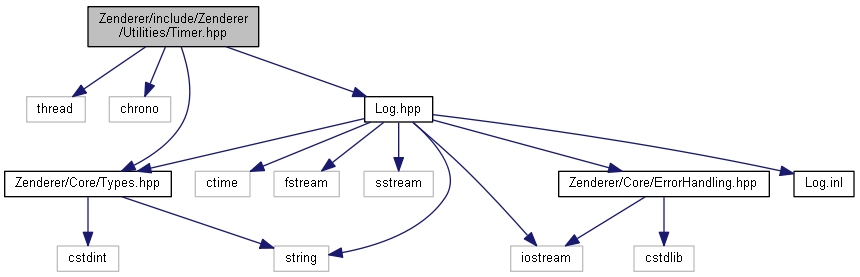 Zenderer/include/Zenderer
/Utilities/Timer.hpp
thread
chrono
Log.hpp
Zenderer/Core/Types.hpp
ctime
fstream
sstream
Zenderer/Core/ErrorHandling.hpp
Log.inl
cstdint
string
iostream
cstdlib